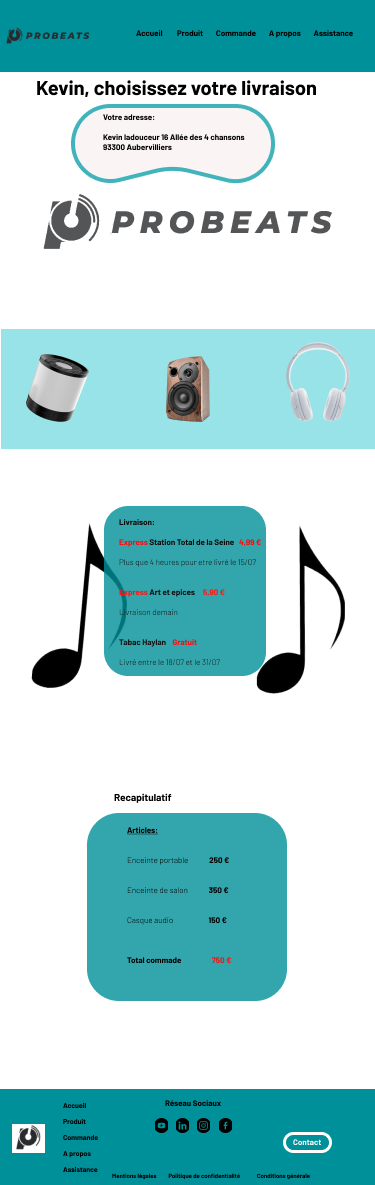 PROBEATS
Accueil Produit Commande A propos Assistance
Kevin, choisissez votre livraison
Votre adresse:
Kevin ladouceur 16 Allée des 4 chansons
93300 Aubervilliers
PROBEATS
Livraison:
Express Station Total de la Seine 4,99 €
Plus que 4 heures pour etre livré le 15/07
Express Art et epices 5,90 €
Livraison demain
Tabac Haylan Gratuit
Livré entre le 18/07 et le 31/07
Recapitulatif
Articles:
Enceinte portable 250 €
Enceinte de salon 350 €
Casque audio 150 €
Total commade 750 €
Accueil
Produit
Commande
A propos
Assistance
Réseau Sociaux
Contact
Mentions légales Politique de confidentialité Conditions générale